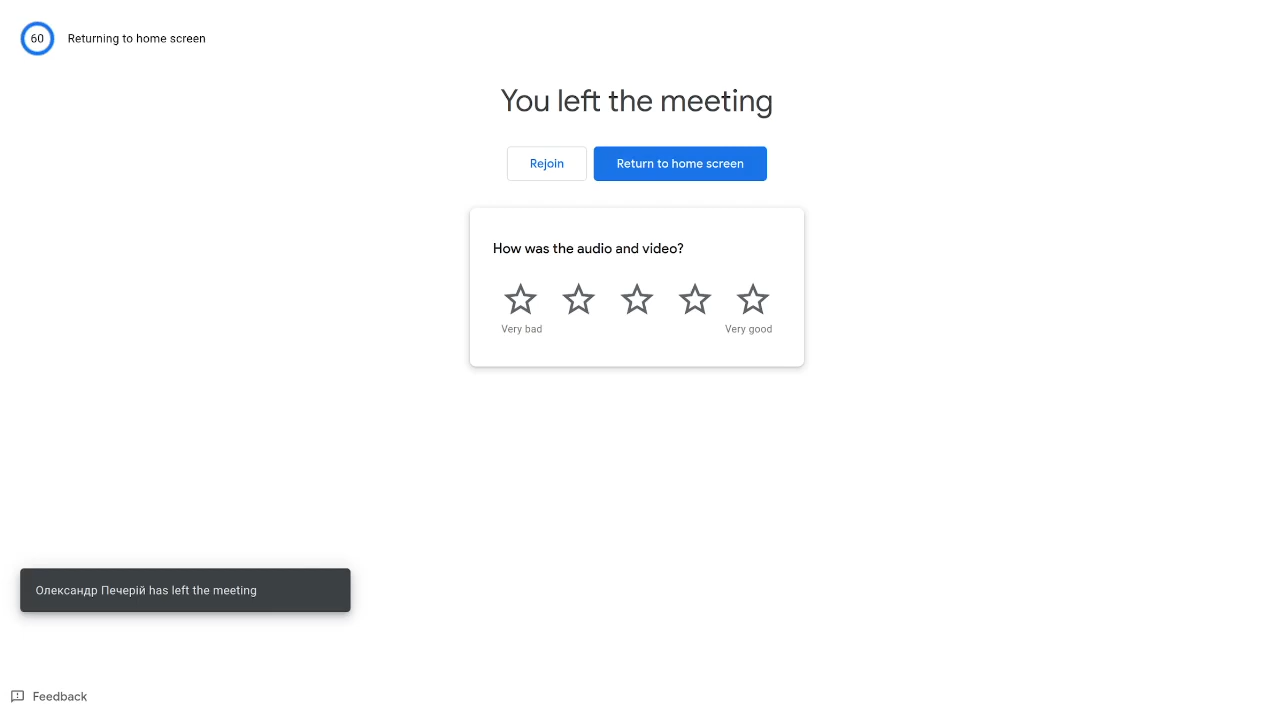 60
Returning to home screen
You left the meeting
Rejoin
Return to home screen
How was the audio and video?
Very bad
Very good
Олександр Печерій has left the meeting
Feedback